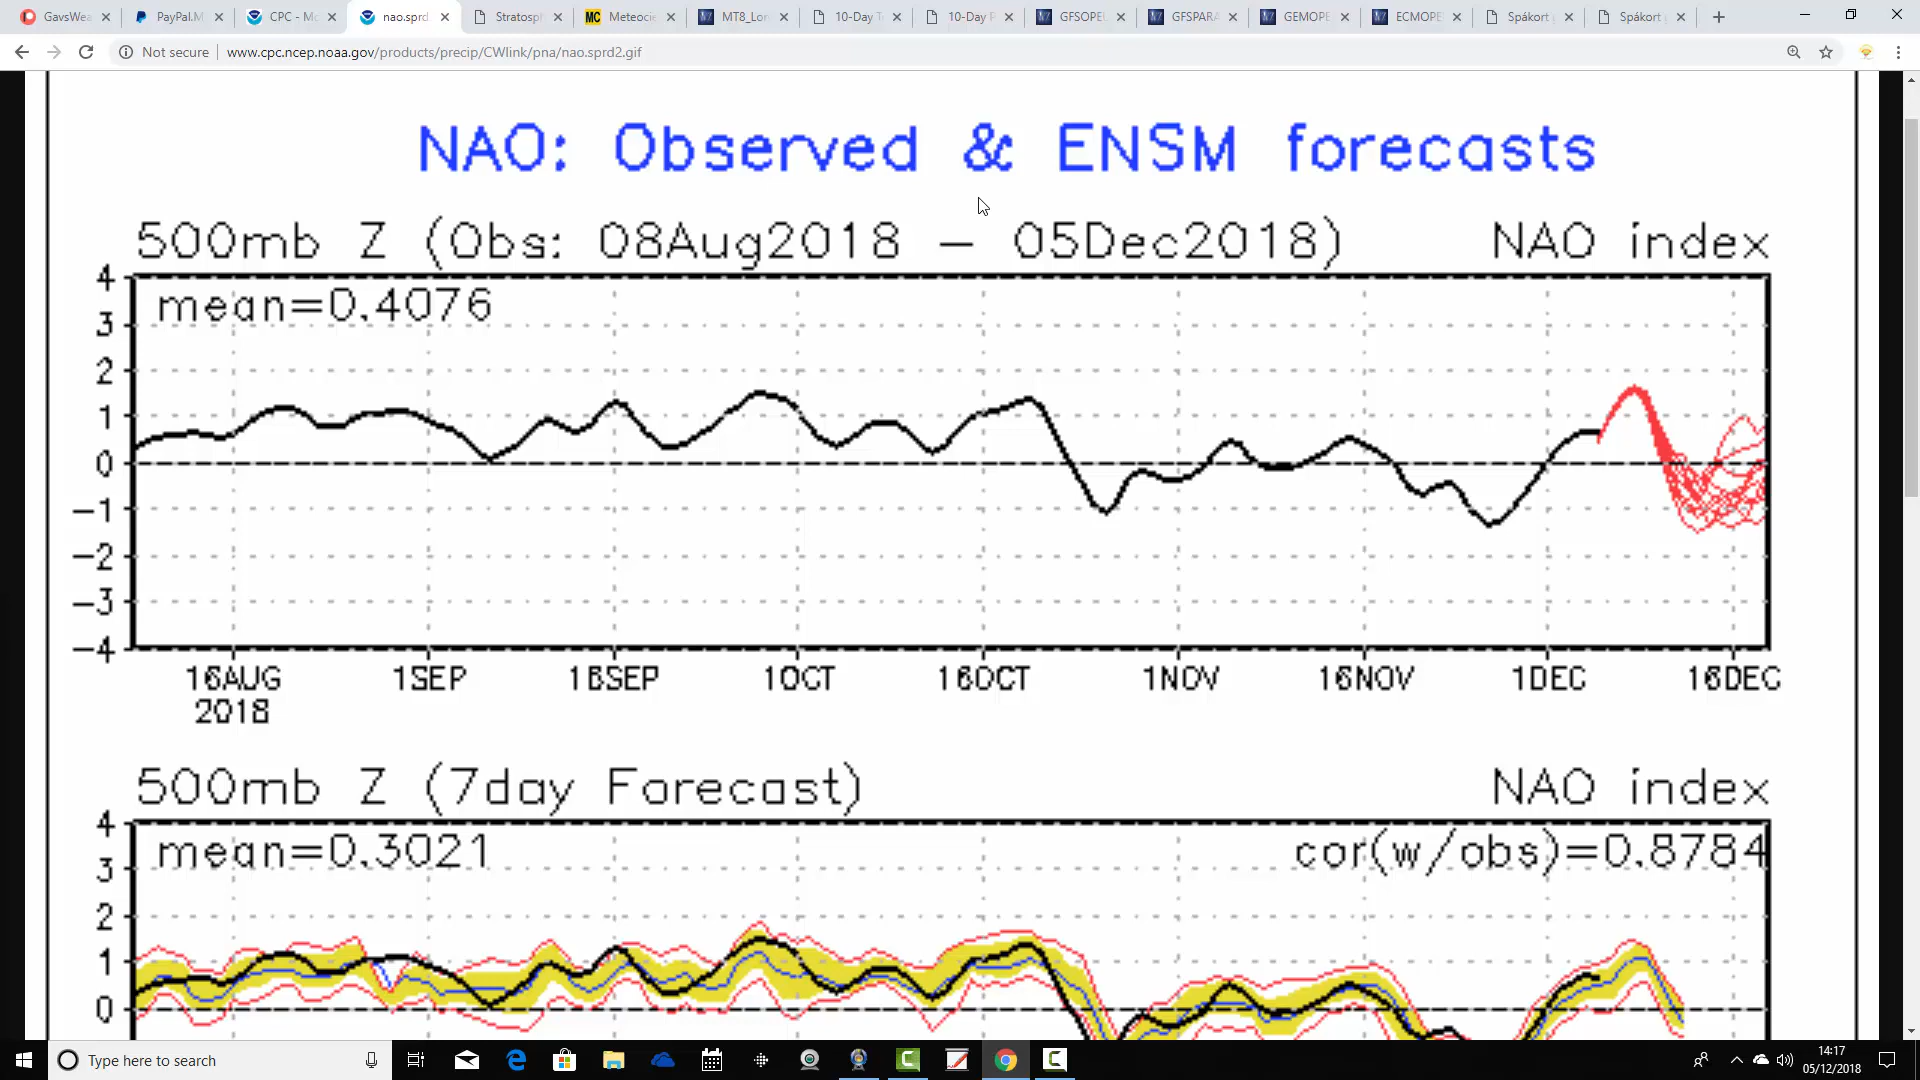 GavsWea
PayPal.M
CPC - Mo
nao.sprd
Stratosp
Meteocie
MT8_Lon
10-Day T
10-Day P
GFSOPE
GFSPARA
GEMOPE
ECMOPE
Spákort
Spákort
Not secure
www.cpc.ncep.noaa.gov/products/precip/CWlink/pna/nao.sprd2.gif
NAO: Observed & ENSM forecasts
500mb Z (Obs: 08Aug2018 – 05Dec2018)
NAO index
mean=0.4076
4
3
2
1
0
-1
-2
-3
-4
16AUG 1SEP 16SEP 1OCT 16OCT 1NOV 16NOV 1DEC 16DEC
2018
500mb Z (7day Forecast)
NAO index
mean=0.3021
cor(w/obs)=0.8784
4
3
2
1
0
Type here to search
14:17
05/12/2018